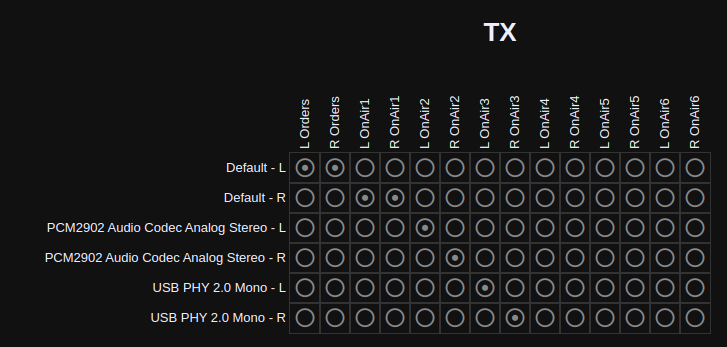 TX
L Orders
R Orders
L OnAir1
R OnAir1
L OnAir2
R OnAir2
L OnAir3
R OnAir3
L OnAir4
R OnAir4
L OnAir5
R OnAir5
L OnAir6
R OnAir6
Default - L
Default - R
PCM2902 Audio Codec Analog Stereo - L
PCM2902 Audio Codec Analog Stereo - R
USB PHY 2.0 Mono - L
USB PHY 2.0 Mono - R